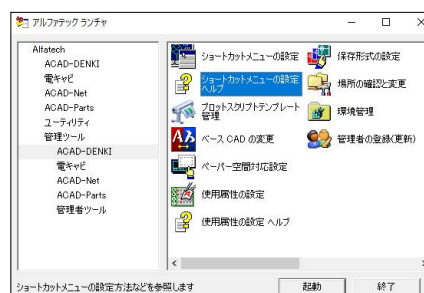 アルファテック ランチャ
Alfatech
ACAD-DENKI
電キャビ
ACAD-Net
ACAD-Parts
ユーティリティ
管理ツール
ACAD-DENKI
電キャビ
ACAD-Net
ACAD-Parts
管理者ツール
ショートカットメニューの設定
ショートカットメニューの設定
ヘルプ
プロットスクリプトテンプレート
管理
ベース CAD の変更
ペーパー空間対応設定
使用属性の設定
使用属性の設定 ヘルプ
保存形式の設定
場所の確認と変更
環境管理
管理者の登録(更新)
ショートカットメニューの設定方法などを参照します
起動
終了